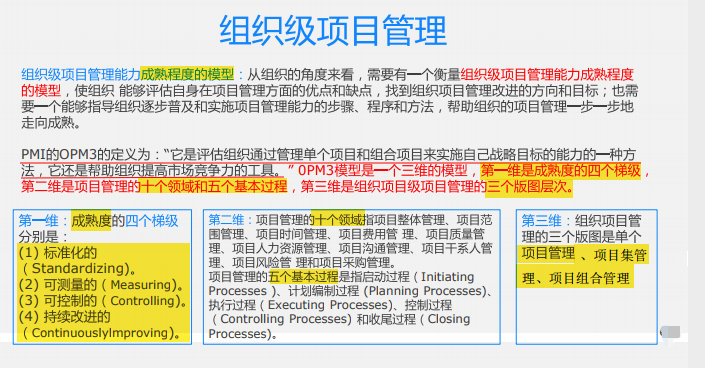 组织级项目管理
组织级项目管理能力成熟程度的模型：从组织的角度来看，需要有一个衡量组织级项目管理能力成熟程度
的模型，使组织 能够评估自身在项目管理方面的优点和缺点，找到组织项目管理改进的方向和目标；也需
要一个能够指导组织逐步普及和实施项目管理能力的步骤、程序和方法，帮助组织的项目管理一步一步地
走向成熟。
PMI的OPM3的定义为：“它是评估组织通过管理单个项目和组合项目来实施自己战略目标的能力的一种方
法，它还是帮助组织提高市场竞争力的工具。” 0PM3模型是一个三维的模型，第一维是成熟度的四个梯级，
第二维是项目管理的十个领域和五个基本过程，第三维是组织项目级项目管理的三个版图层次。
第一维：成熟度的四个梯级
分别是：
(1) 标准化的
（Standardizing）。
(2) 可测量的（Measuring）。
(3) 可控制的（Controlling）。
(4) 持续改进的
（ContinuouslyImproving）。
第二维：项目管理的十个领域指项目整体管理、项目范
围管理、项目时间管理、项目费用管 理、项目质量管
理、项目人力资源管理、项目沟通管理、项目干系人管
理、项目风险管 理和项目采购管理。
项目管理的五个基本过程是指启动过程（Initiating
Processes ）、计划编制过程 (Planning Processes)、
执行过程（Executing Processes)、控制过程
（Controlling Processes) 和收尾过程（Closing
Processes)。
第三维：组织项目管
理的三个版图是单个
项目管理 、项目集管
理、项目组合管理